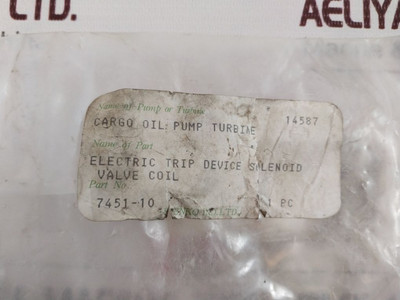 LTD.
AELIYA
Name of Pump or Turbine
CARGO OIL PUMP TURBINE 14587
Name of Part
ELECTRIC TRIP DEVICE SOLENOID
VALVE COIL
Part No.
7451-10 1 PC